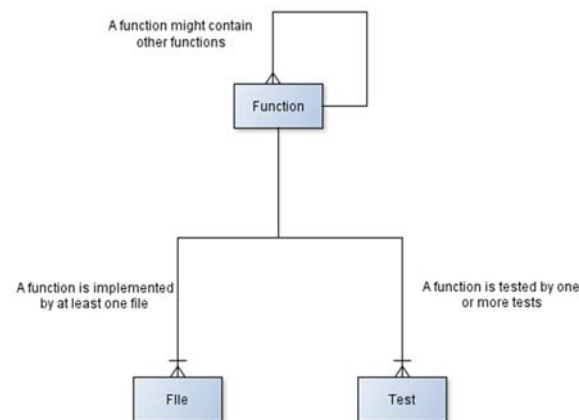 A function might contain
other functions
Function
A function is implemented
by at least one file
A function is tested by one
or more tests
FIle
Test